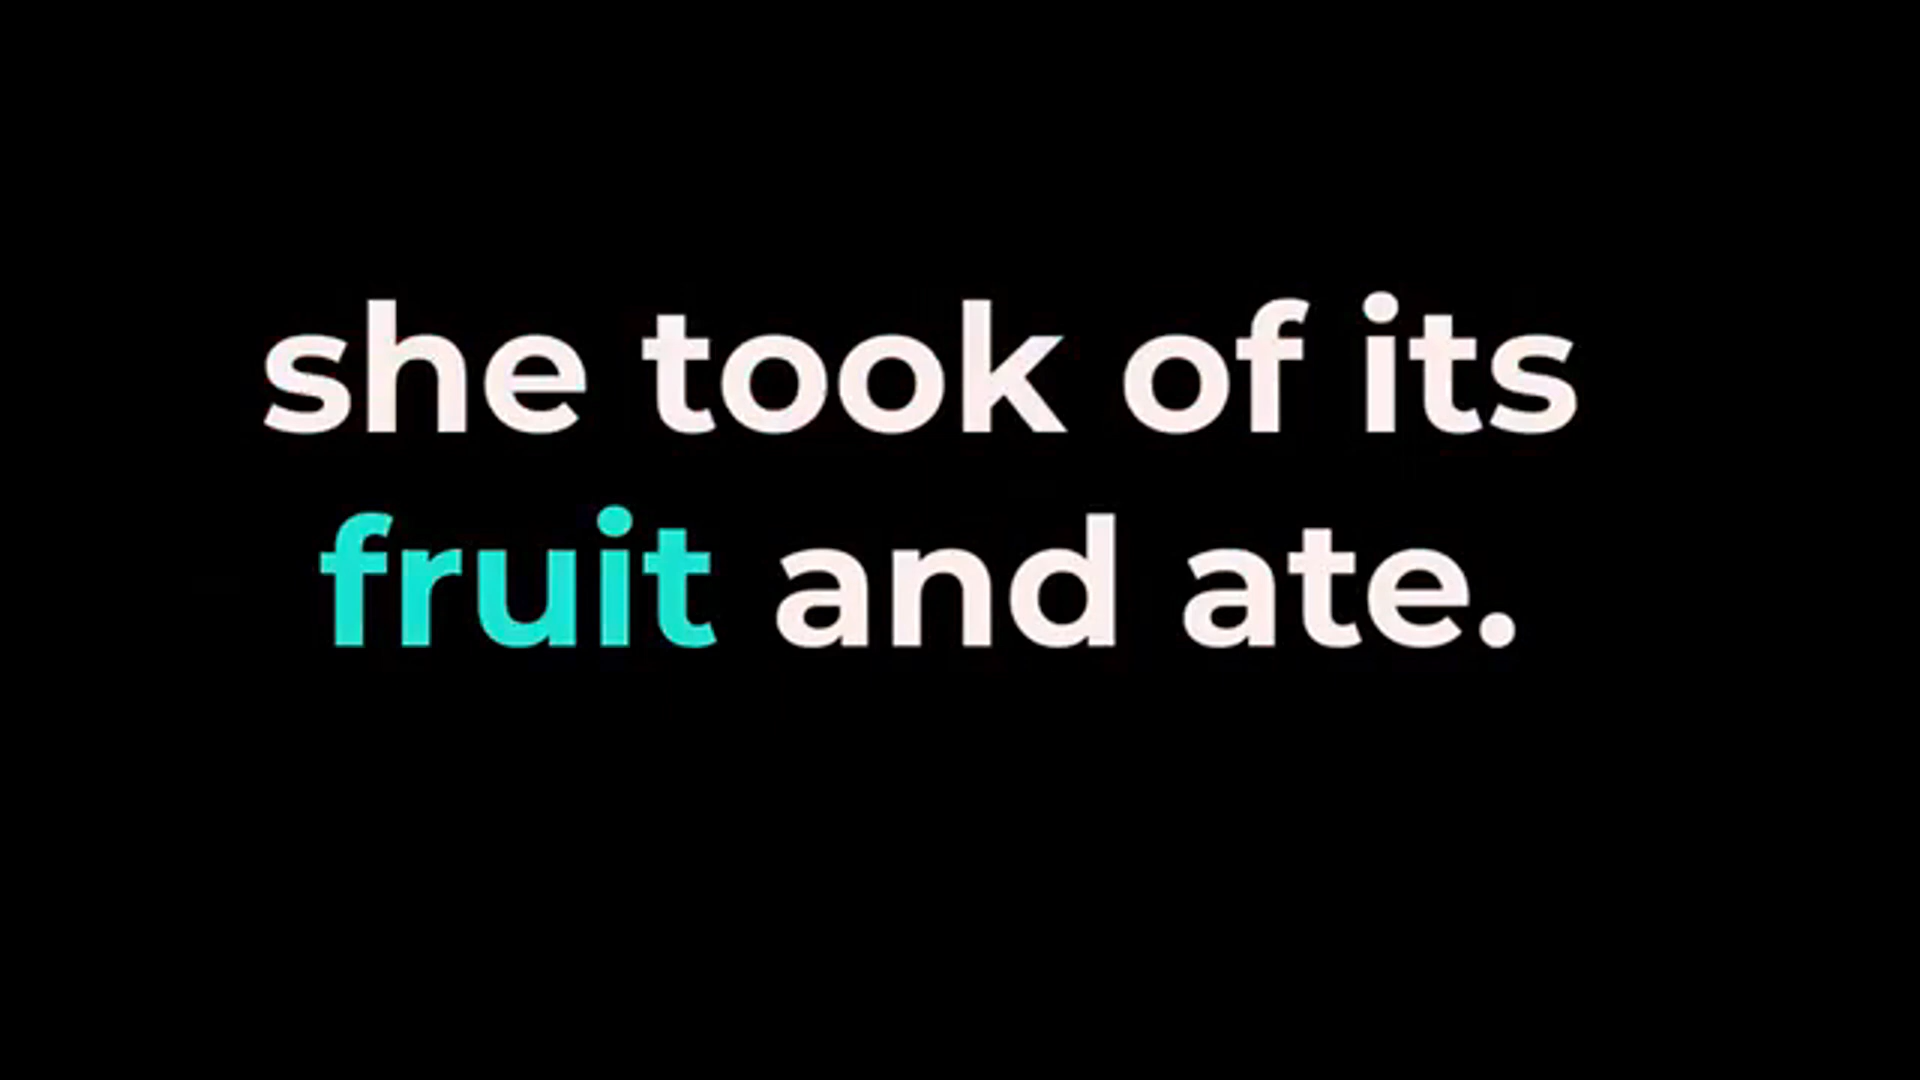 she took of its
fruit and ate.